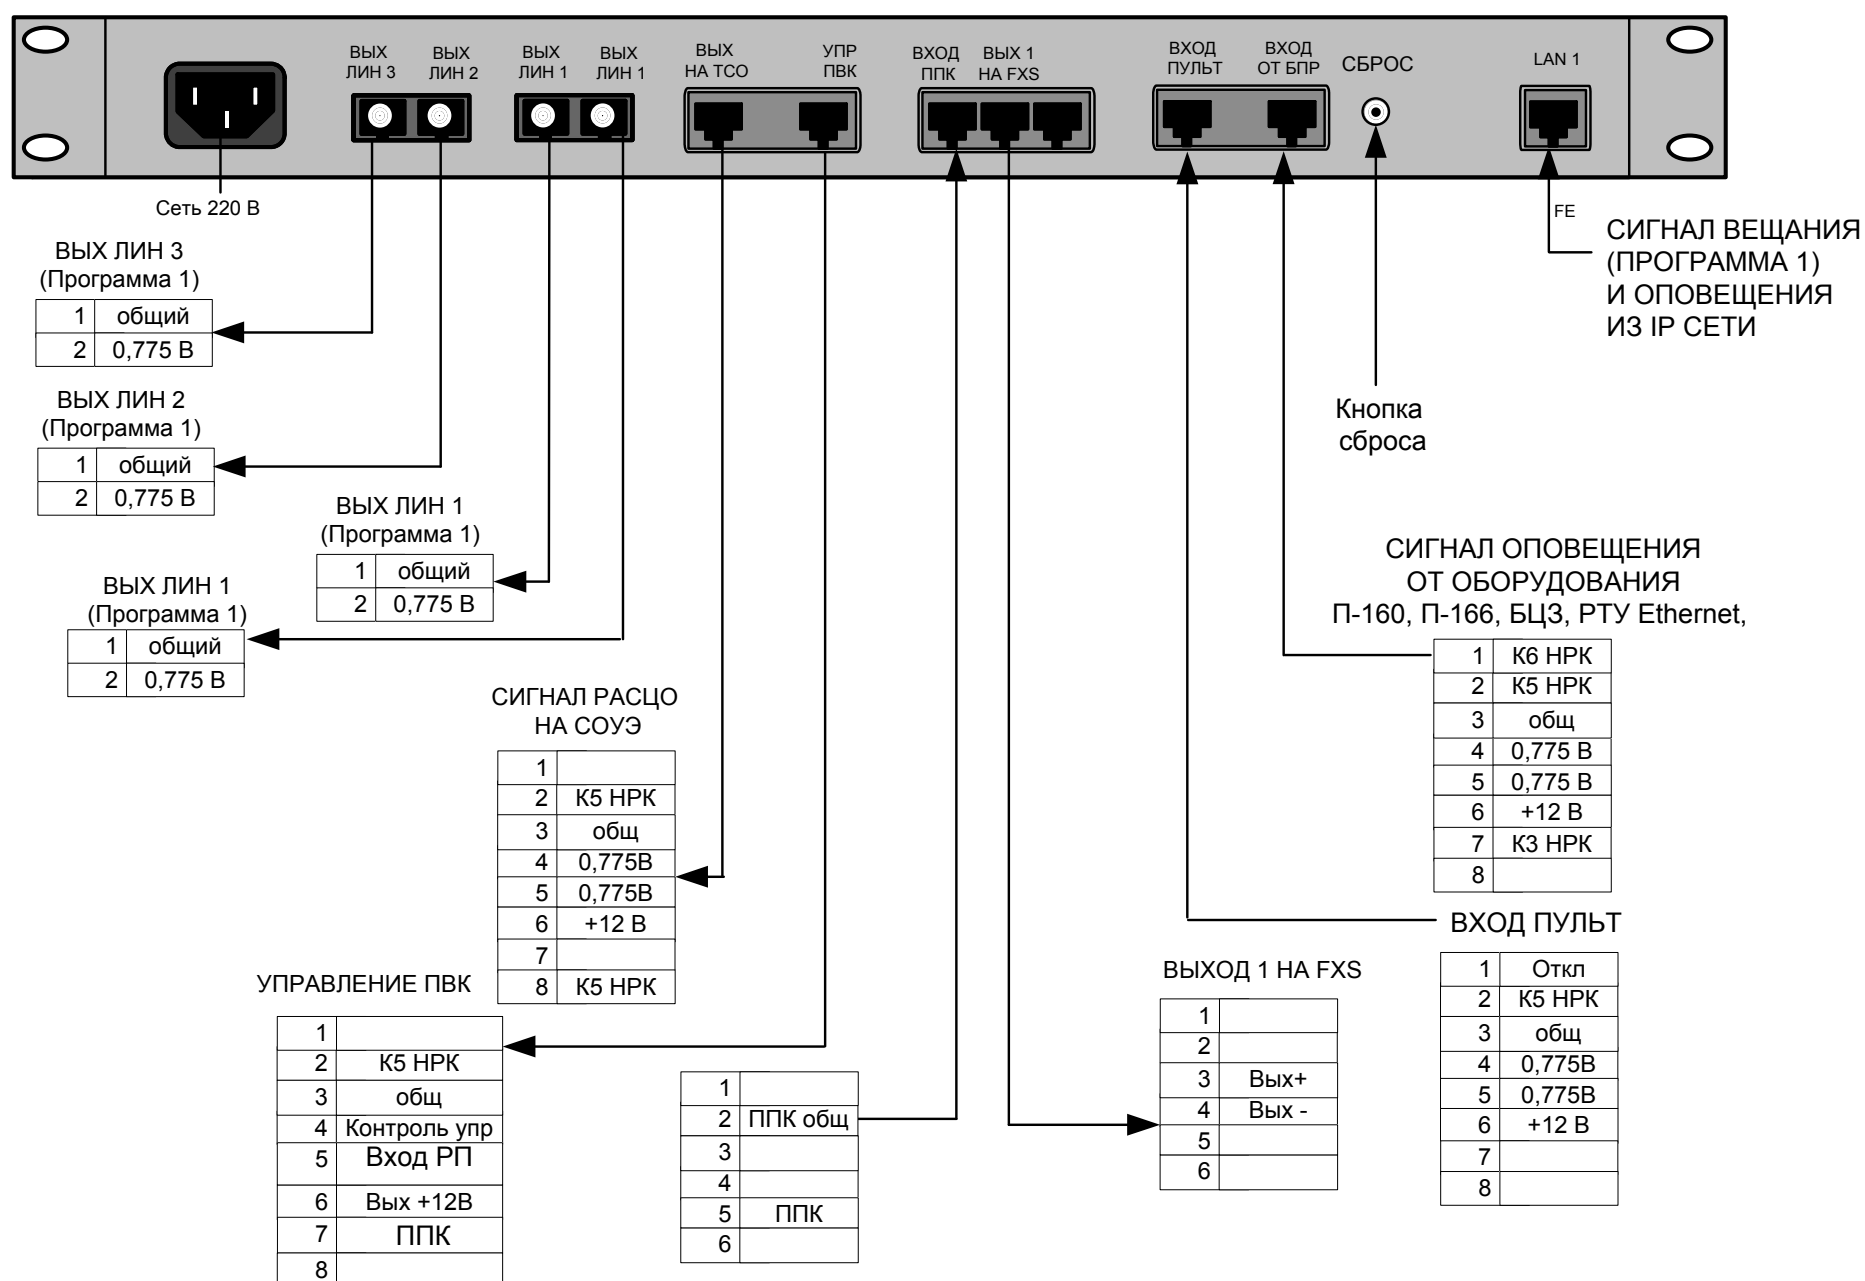 ВЫХ
ЛИН 3
ВЫХ
ЛИН 2
ВЫХ
ЛИН 1
ВЫХ
ЛИН 1
ВЫХ
НА ТСО
УПР
ПВК
ВХОД
ППК
ВЫХ 1
НА FXS
ВХОД
ПУЛЬТ
ВХОД
ОТ БПР
СБРОС
LAN 1
Сеть 220 В
FE
СИГНАЛ ВЕЩАНИЯ
(ПРОГРАММА 1)
И ОПОВЕЩЕНИЯ
ИЗ IP СЕТИ
ВЫХ ЛИН 3
(Программа 1)
1 общий
2 0,775 В
ВЫХ ЛИН 2
(Программа 1)
1 общий
2 0,775 В
Кнопка
сброса
ВЫХ ЛИН 1
(Программа 1)
1 общий
2 0,775 В
ВЫХ ЛИН 1
(Программа 1)
1 общий
2 0,775 В
СИГНАЛ ОПОВЕЩЕНИЯ
ОТ ОБОРУДОВАНИЯ
П-160, П-166, БЦЗ, РТУ Ethernet,
1 К6 НРК
2 К5 НРК
3 общ
4 0,775 В
5 0,775 В
6 +12 В
7 К3 НРК
8
СИГНАЛ РАСЦО
НА СОУЭ
1
2 К5 НРК
3 общ
4 0,775В
5 0,775В
6 +12 В
7
8 К5 НРК
ВХОД ПУЛЬТ
1 Откл
2 К5 НРК
3 общ
4 0,775В
5 0,775В
6 +12 В
7
8
УПРАВЛЕНИЕ ПВК
1
2 К5 НРК
3 общ
4 Контроль упр
5 Вход РП
6 Вых +12В
7 ППК
8
1
2 ППК общ
3
4
5 ППК
6
ВЫХОД 1 НА FXS
1
2
3 Вых+
4 Вых -
5
6